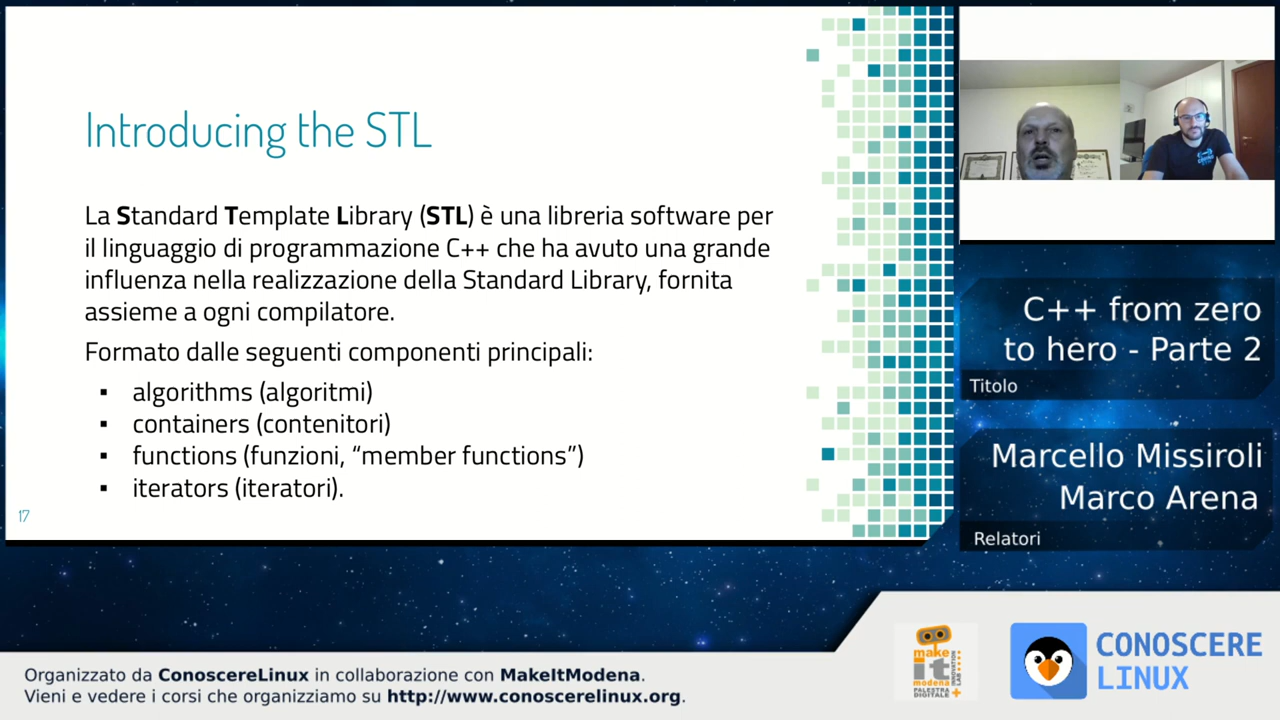 Introducing the STL
La Standard Template Library (STL) è una libreria software per
il linguaggio di programmazione C++ che ha avuto una grande
influenza nella realizzazione della Standard Library, fornita
assieme a ogni compilatore.
Formato dalle seguenti componenti principali:
▪ algorithms (algoritmi)
▪ containers (contenitori)
▪ functions (funzioni, “member functions”)
▪ iterators (iteratori).
17
C++ from zero
to hero - Parte 2
Titolo
Marcello Missiroli
Marco Arena
Relatori
Organizzato da ConoscereLinux in collaborazione con MakeItModena.
Vieni e vedere i corsi che organizziamo su http://www.conoscerelinux.org.
make
it
modena
PALESTRA
DIGITALE
CONOSCERE
LINUX